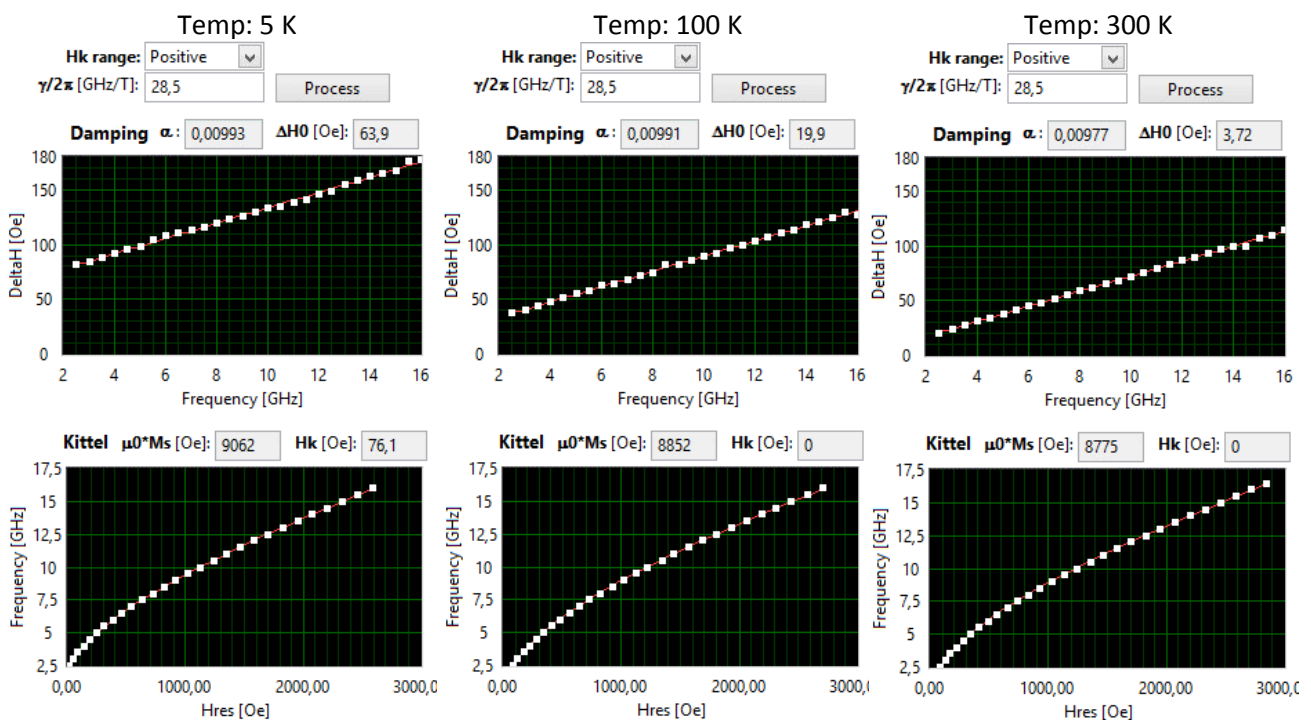 Temp: 5 K
Hk range: Positive
γ/2π [GHz/T]: 28,5 Process
Damping α: 0,00993 ΔH0 [Oe]: 63,9
180
150
100
50
0
DeltaH [Oe]
2 4 6 8 10 12 14 16
Frequency [GHz]
Kittel μ0*Ms [Oe]: 9062 Hk [Oe]: 76,1
17,5
15
12,5
10
7,5
5
2,5
Frequency [GHz]
0,00 1000,00 2000,00 3000,0
Hres [Oe]
Temp: 100 K
Hk range: Positive
γ/2π [GHz/T]: 28,5 Process
Damping α: 0,00991 ΔH0 [Oe]: 19,9
180
150
100
50
0
DeltaH [Oe]
2 4 6 8 10 12 14 16
Frequency [GHz]
Kittel μ0*Ms [Oe]: 8852 Hk [Oe]: 0
17,5
15
12,5
10
7,5
5
2,5
Frequency [GHz]
0,00 1000,00 2000,00 3000,0
Hres [Oe]
Temp: 300 K
Hk range: Positive
γ/2π [GHz/T]: 28,5 Process
Damping α: 0,00977 ΔH0 [Oe]: 3,72
180
150
100
50
0
DeltaH [Oe]
2 4 6 8 10 12 14 16
Frequency [GHz]
Kittel μ0*Ms [Oe]: 8775 Hk [Oe]: 0
17,5
15
12,5
10
7,5
5
2,5
Frequency [GHz]
0,00 1000,00 2000,00 3000,0
Hres [Oe]